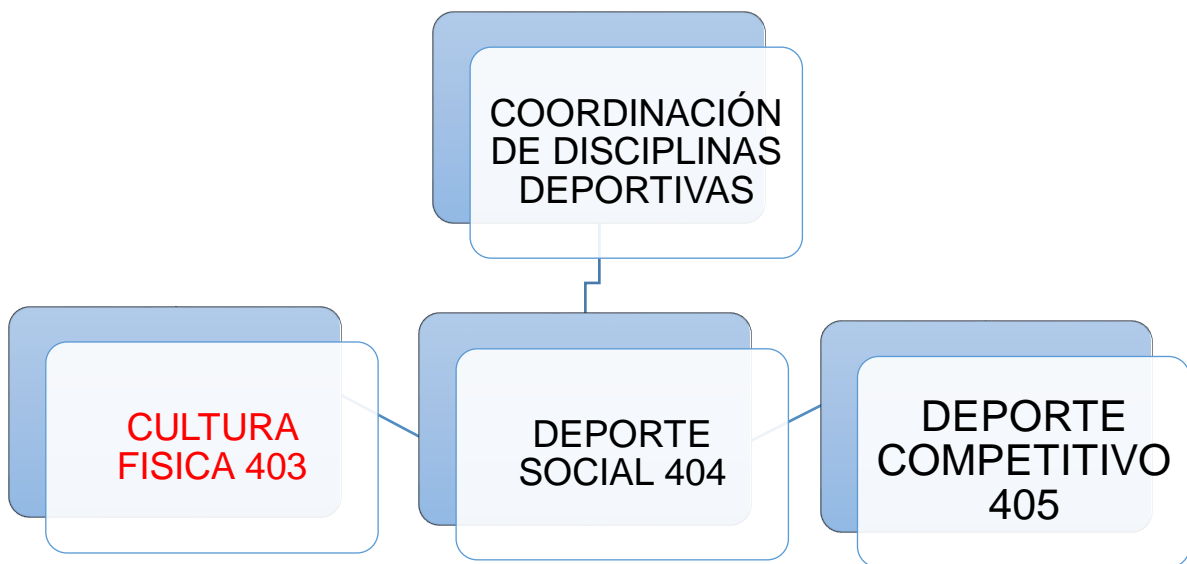 COORDINACIÓN
DE DISCIPLINAS
DEPORTIVAS
CULTURA
FISICA 403
DEPORTE
SOCIAL 404
DEPORTE
COMPETITIVO
405